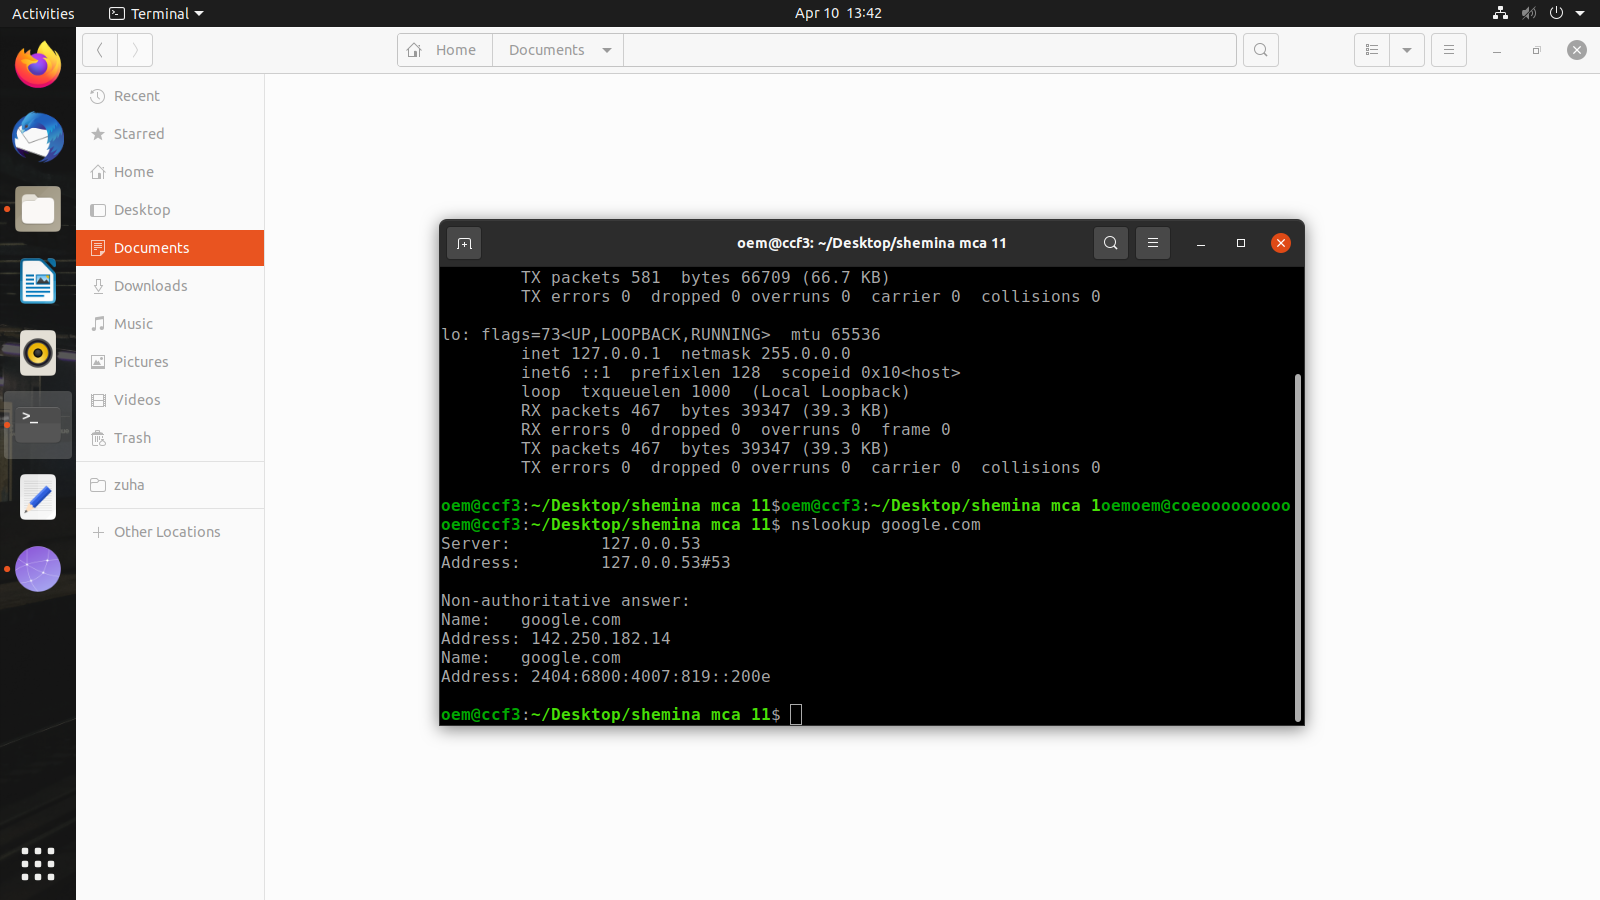 Activities
Terminal
Apr 10 13:42
Home
Documents
Recent
Starred
Home
Desktop
Documents
Downloads
Music
Pictures
Videos
Trash
zuha
Other Locations
oem@ccf3: ~/Desktop/shemina mca 11
TX packets 581  bytes 66709 (66.7 KB)
TX errors 0  dropped 0 overruns 0  carrier 0  collisions 0
lo: flags=73<UP,LOOPBACK,RUNNING>  mtu 65536
inet 127.0.0.1  netmask 255.0.0.0
inet6 ::1  prefixlen 128  scopeid 0x10<host>
loop  txqueuelen 1000  (Local Loopback)
RX packets 467  bytes 39347 (39.3 KB)
RX errors 0  dropped 0  overruns 0  frame 0
TX packets 467  bytes 39347 (39.3 KB)
TX errors 0  dropped 0 overruns 0  carrier 0  collisions 0
oem@ccf3:~/Desktop/shemina mca 11$oem@ccf3:~/Desktop/shemina mca 1oemoem@coeooooooooo
oem@ccf3:~/Desktop/shemina mca 11$ nslookup google.com
Server:         127.0.0.53
Address:        127.0.0.53#53
Non-authoritative answer:
Name:   google.com
Address: 142.250.182.14
Name:   google.com
Address: 2404:6800:4007:819::200e
oem@ccf3:~/Desktop/shemina mca 11$